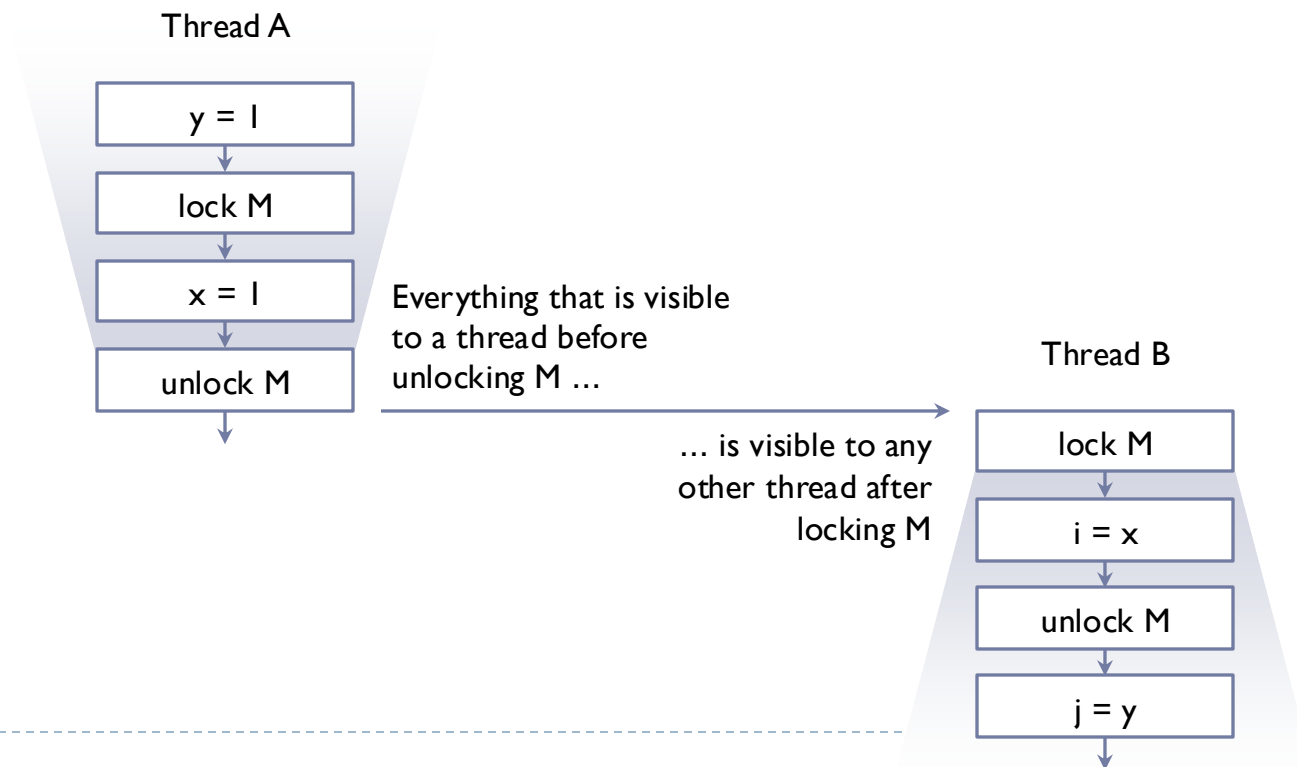 Thread A
y = 1
lock M
x = 1
unlock M
Everything that is visible
to a thread before
unlocking M ...
... is visible to any
other thread after
locking M
Thread B
lock M
i = x
unlock M
j = y